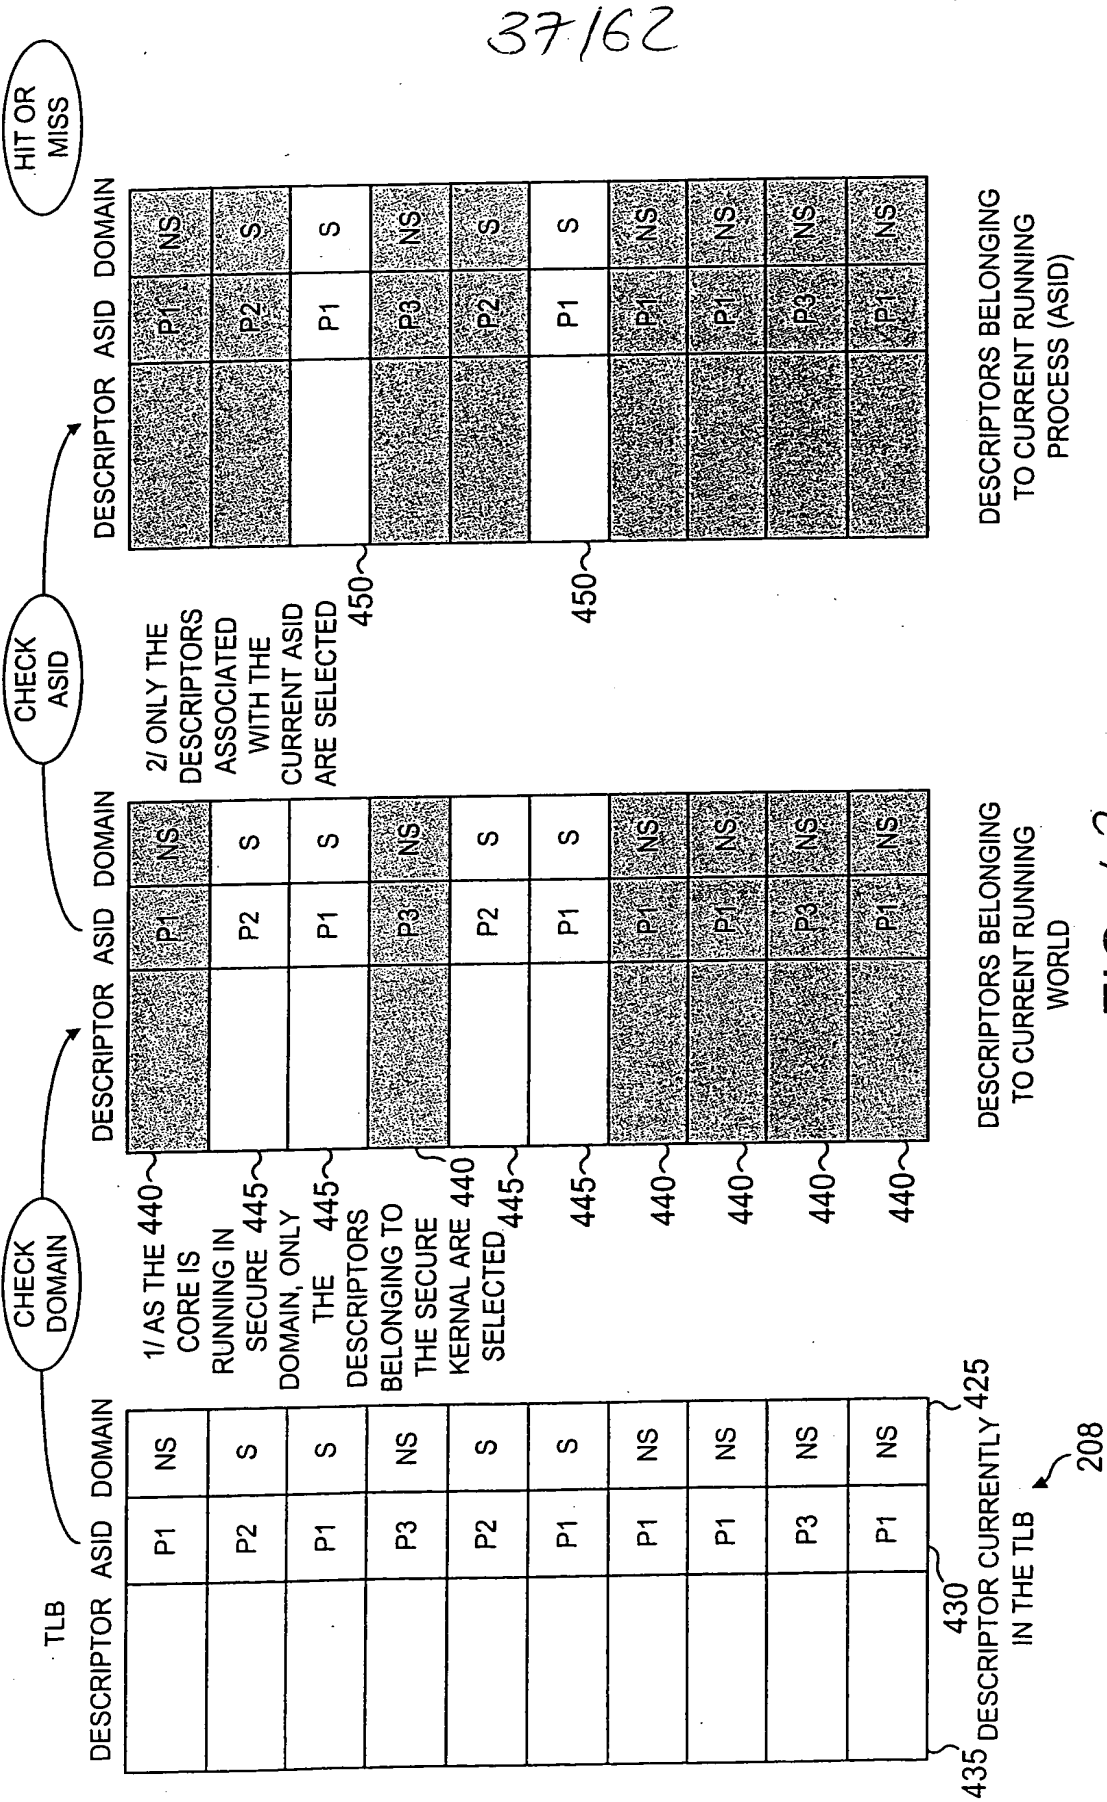 37/62
CHECK
DOMAIN
CHECK
ASID
HIT OR
MISS
TLB
DESCRIPTOR ASID DOMAIN
P1 NS
P2 S
P1 S
P3 NS
P2 S
P1 S
P1 NS
P1 NS
P3 NS
P1 NS
435
430
425
DESCRIPTOR CURRENTLY
IN THE TLB
208
1/ AS THE
CORE IS
RUNNING IN
SECURE
DOMAIN, ONLY
THE
DESCRIPTORS
BELONGING TO
THE SECURE
KERNAL ARE
SELECTED
440
445
445
440
445
445
440
440
440
440
DESCRIPTOR ASID DOMAIN
P1 NS
P2 S
P1 S
P3 NS
P2 S
P1 S
P1 NS
P1 NS
P3 NS
P1 NS
DESCRIPTORS BELONGING
TO CURRENT RUNNING
WORLD
2/ ONLY THE
DESCRIPTORS
ASSOCIATED
WITH THE
CURRENT ASID
ARE SELECTED
450
450
DESCRIPTOR ASID DOMAIN
P1 NS
P2 S
P1 S
P3 NS
P2 S
P1 S
P1 NS
P1 NS
P3 NS
P1 NS
DESCRIPTORS BELONGING
TO CURRENT RUNNING
PROCESS (ASID)